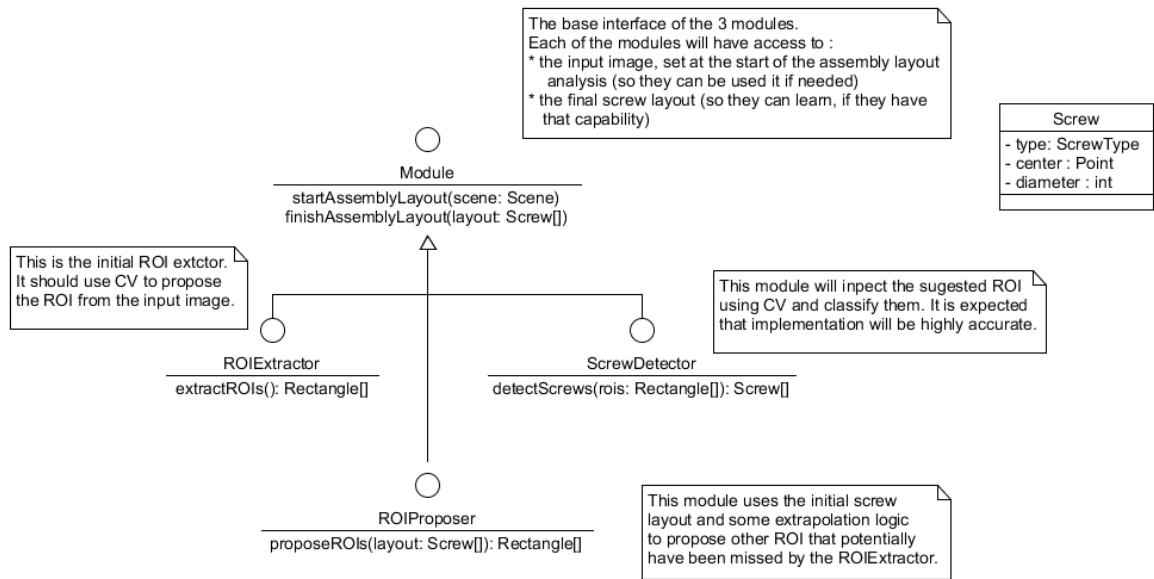 The base interface of the 3 modules.
Each of the modules will have access to :
* the input image, set at the start of the assembly layout
analysis (so they can be used it if needed)
* the final screw layout (so they can learn, if they have
that capability)
Screw
- type: ScrewType
- center : Point
- diameter : int
Module
startAssemblyLayout(scene: Scene)
finishAssemblyLayout(layout: Screw[])
This is the initial ROI extctor.
It should use CV to propose
the ROI from the input image.
This module will inpect the sugested ROI
using CV and classify them. It is expected
that implementation will be highly accurate.
ROIExtractor
extractROIs(): Rectangle[]
ScrewDetector
detectScrews(rois: Rectangle[]): Screw[]
ROIProposer
proposeROIs(layout: Screw[]): Rectangle[]
This module uses the initial screw
layout and some extrapolation logic
to propose other ROI that potentially
have been missed by the ROIExtractor.